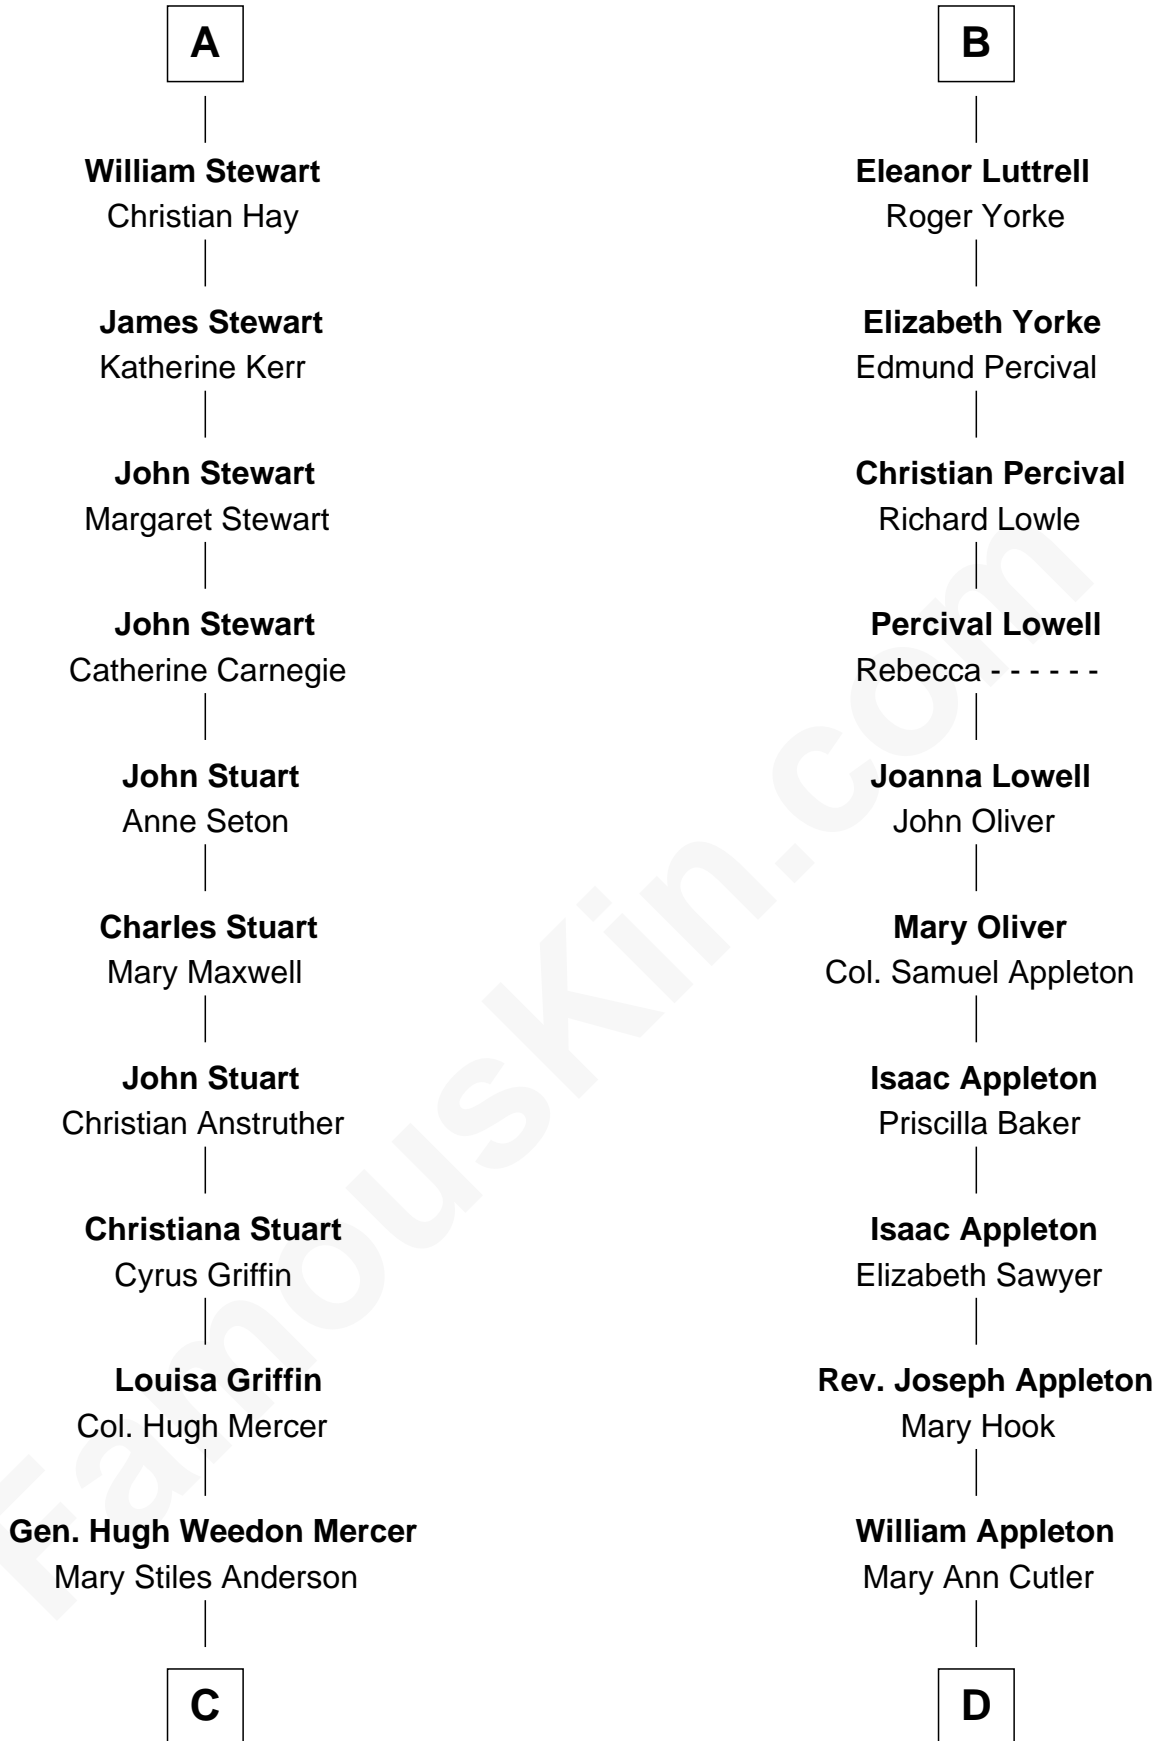 A
William Stewart
Christian Hay
James Stewart
Katherine Kerr
John Stewart
Margaret Stewart
John Stewart
Catherine Carnegie
John Stuart
Anne Seton
Charles Stuart
Mary Maxwell
John Stuart
Christian Anstruther
Christiana Stuart
Cyrus Griffin
Louisa Griffin
Col. Hugh Mercer
Gen. Hugh Weedon Mercer
Mary Stiles Anderson
C
B
Eleanor Luttrell
Roger Yorke
Elizabeth Yorke
Edmund Percival
Christian Percival
Richard Lowle
Percival Lowell
Rebecca - - - - - -
Joanna Lowell
John Oliver
Mary Oliver
Col. Samuel Appleton
Isaac Appleton
Priscilla Baker
Isaac Appleton
Elizabeth Sawyer
Rev. Joseph Appleton
Mary Hook
William Appleton
Mary Ann Cutler
D
FamousKin.com